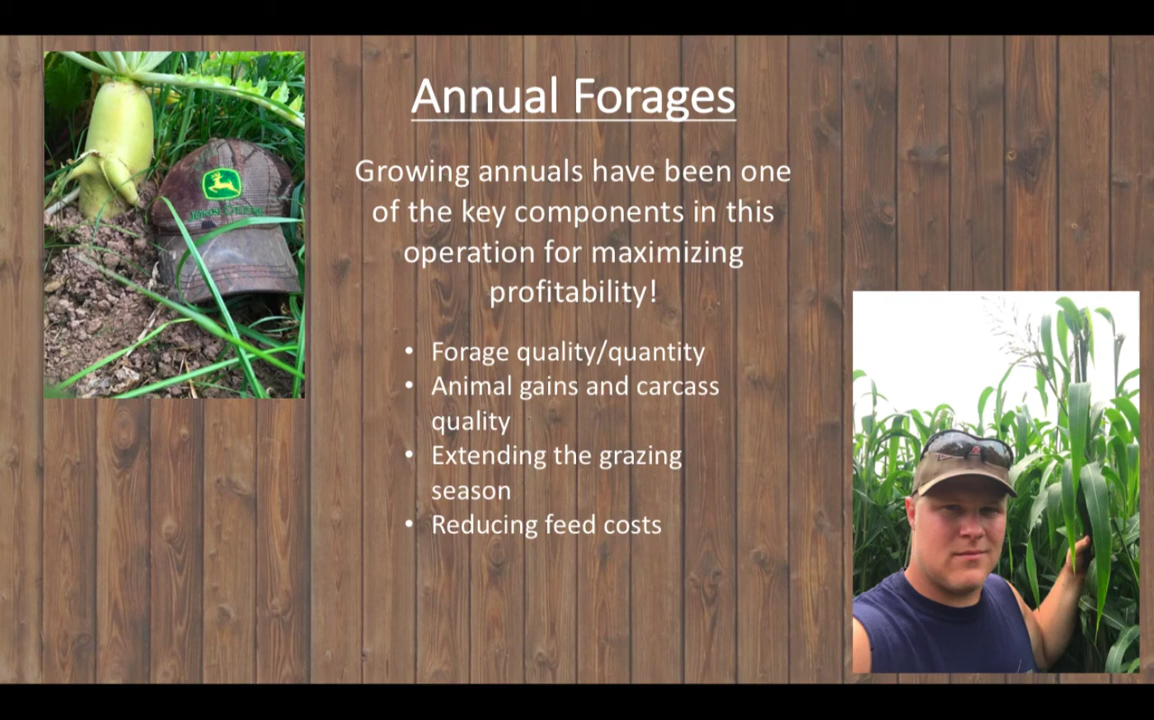 Annual Forages
Growing annuals have been one
of the key components in this
operation for maximizing
profitability!
• Forage quality/quantity
• Animal gains and carcass
quality
• Extending the grazing
season
• Reducing feed costs
JOHN DEERE